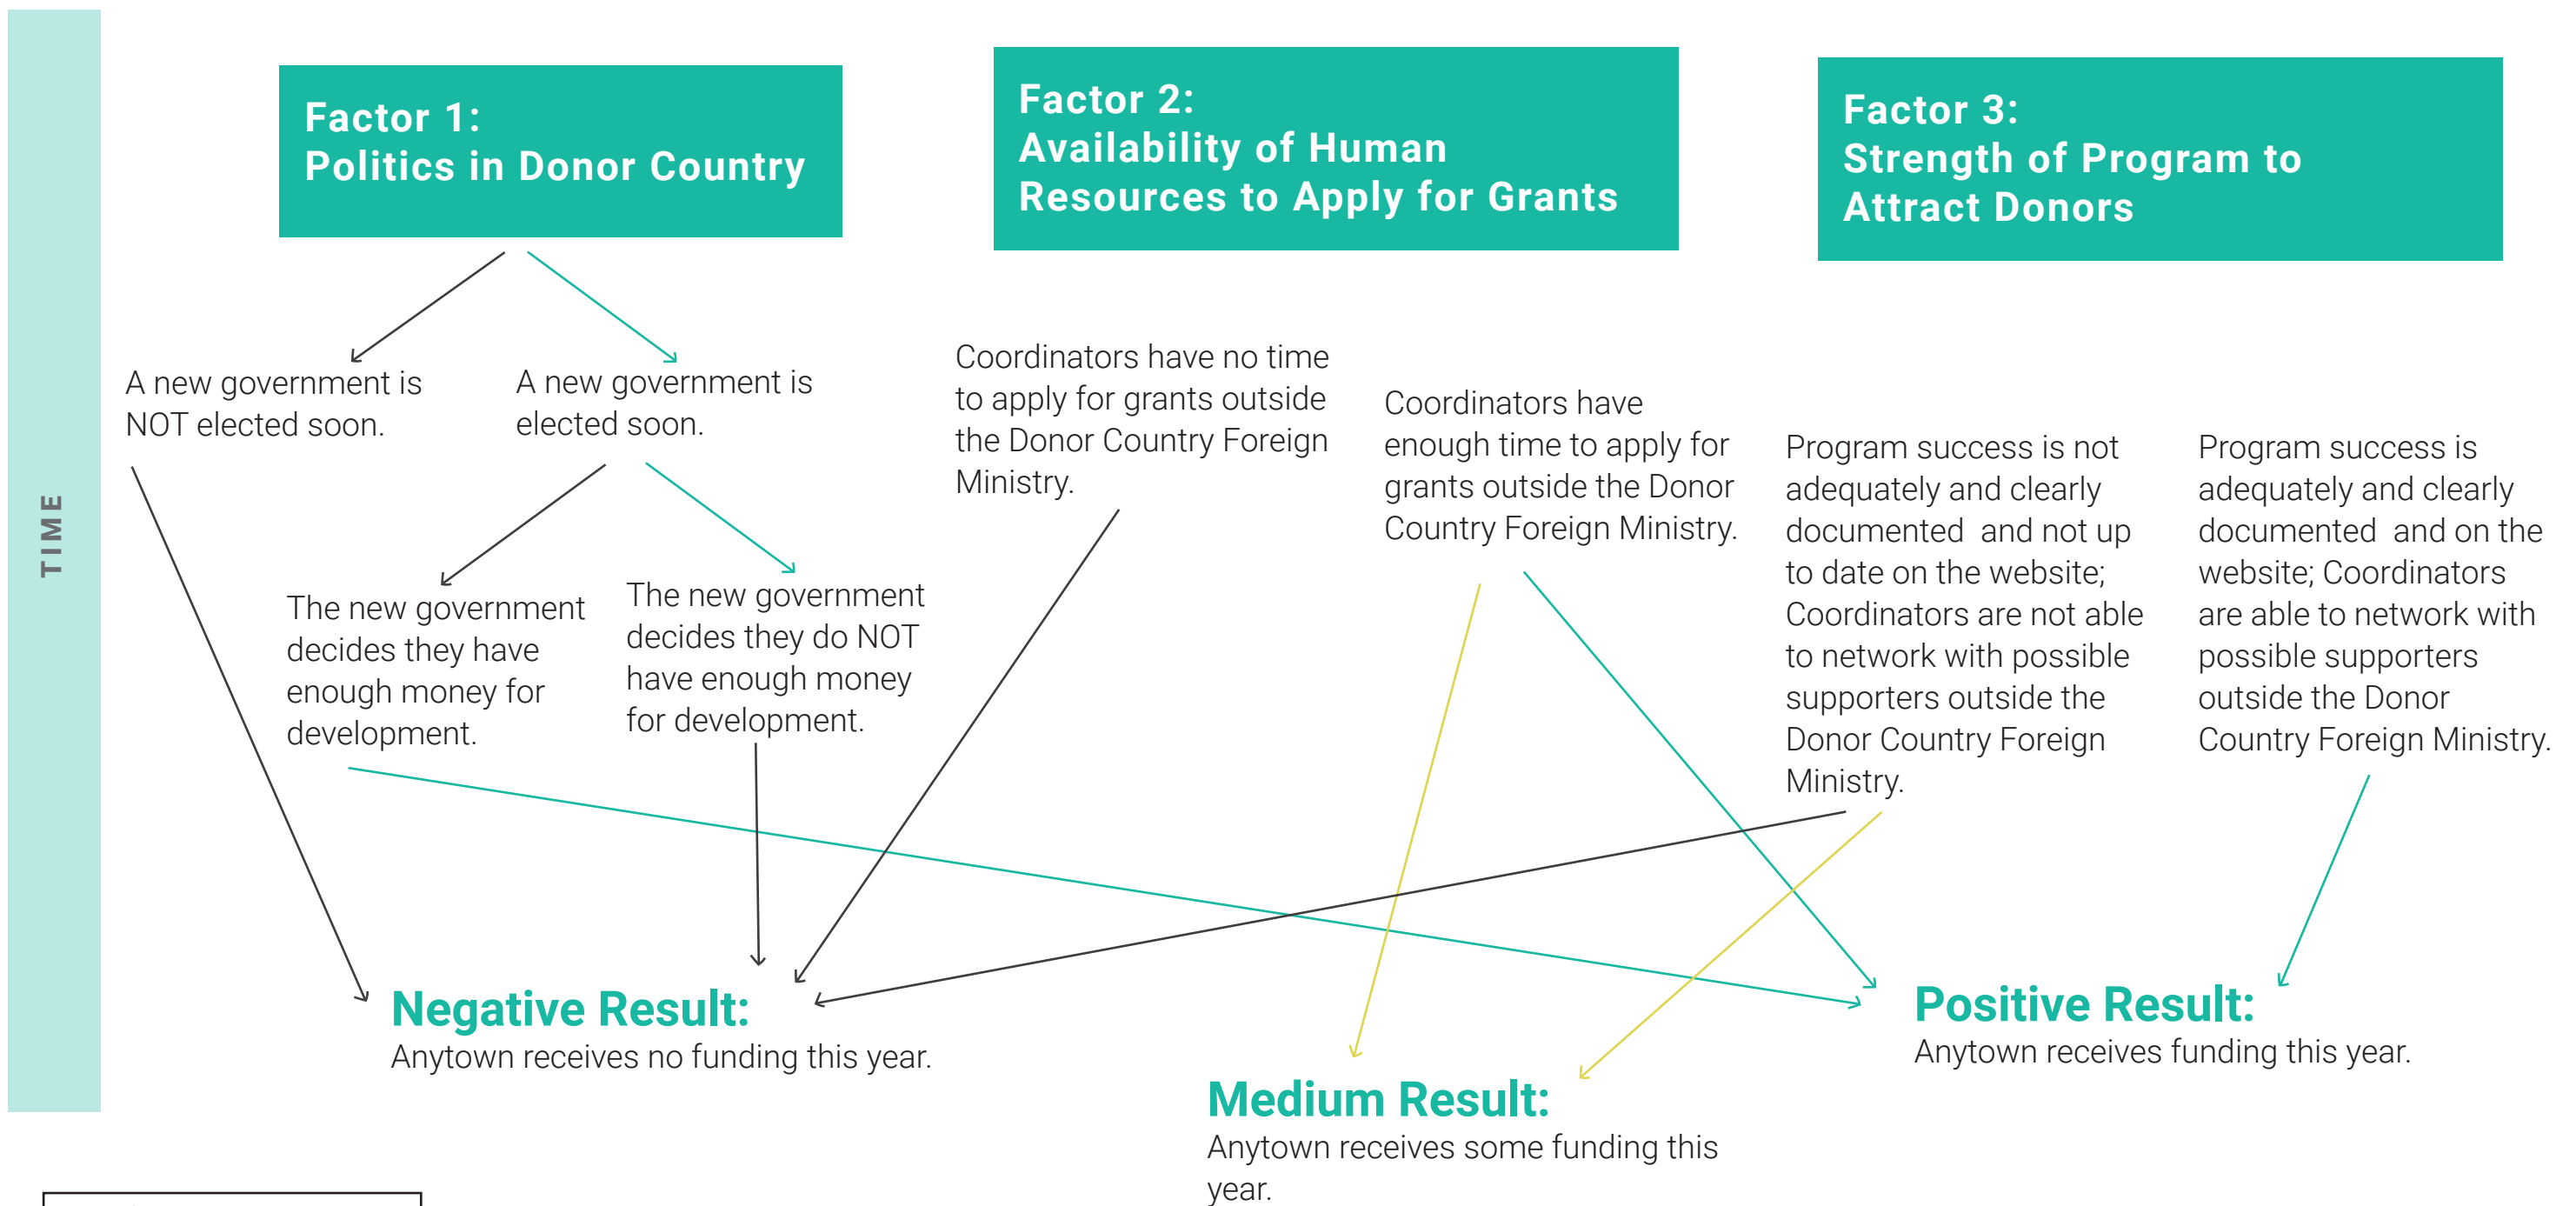 TIME
Factor 1:
Politics in Donor Country
Factor 2:
Availability of Human
Resources to Apply for Grants
Factor 3:
Strength of Program to
Attract Donors
A new government is
NOT elected soon.
A new government is
elected soon.
The new government
decides they have
enough money for
development.
The new government
decides they do NOT
have enough money
for development.
Coordinators have no time
to apply for grants outside
the Donor Country Foreign
Ministry.
Coordinators have
enough time to apply for
grants outside the Donor
Country Foreign Ministry.
Program success is not
adequately and clearly
documented  and not up
to date on the website;
Coordinators are not able
to network with possible
supporters outside the
Donor Country Foreign
Ministry.
Program success is
adequately and clearly
documented  and on the
website; Coordinators
are able to network with
possible supporters
outside the Donor
Country Foreign Ministry.
Negative Result:
Anytown receives no funding this year.
Medium Result:
Anytown receives some funding this
year.
Positive Result:
Anytown receives funding this year.